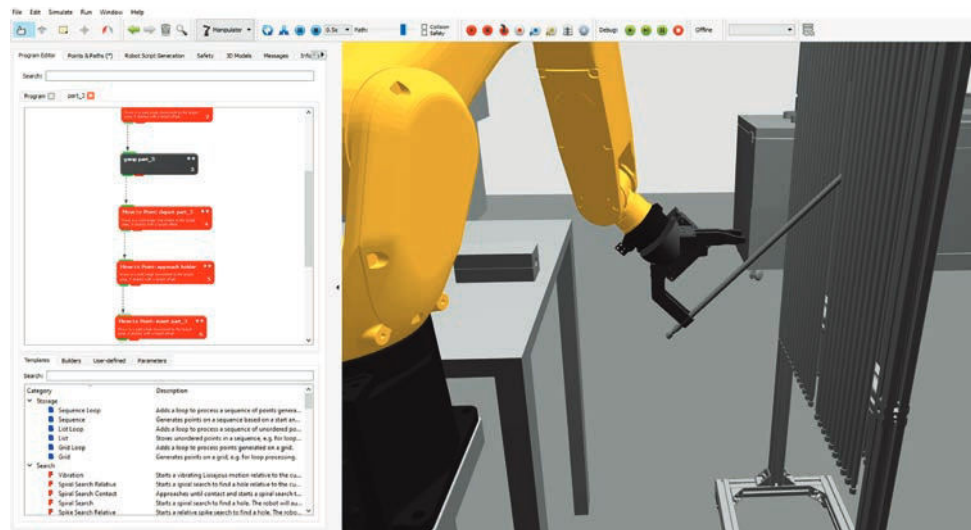 File Edit Simulate Run Window Help
Manipulator
0.5x
Path:
Collision
Safety
Debug:
Offline
Program Editor Points & Paths (*) Robot Script Generation Safety 3D Models Messages
Search:
Program part_3
grasp part_3
Move to Point: depart part_3
Move to Point: approach holder
Move to Point: insert part_3
Templates Builders User-defined Parameters
Search:
Category Description
Storage
Sequence Loop Adds a loop to process a sequence of points genera...
Sequence Generates points on a sequence based on a start an...
List Loop Adds a loop to process a sequence of unordered po...
List Stores unordered points in a sequence, e.g. for loop...
Grid Loop Adds a loop to process points generated on a grid.
Grid Generates points on a grid, e.g. for loop processing.
Search
Vibration Starts a vibrating Lissajous motion relative to the cu...
Spiral Search Relative Starts a spiral search to find a hole relative to the cu...
Spiral Search Contact Approaches until contact and starts a spiral search t...
Spiral Search Starts a spiral search to find a hole. The robot will au...
Spike Search Relative Starts a relative spike search to find a hole. The robo...